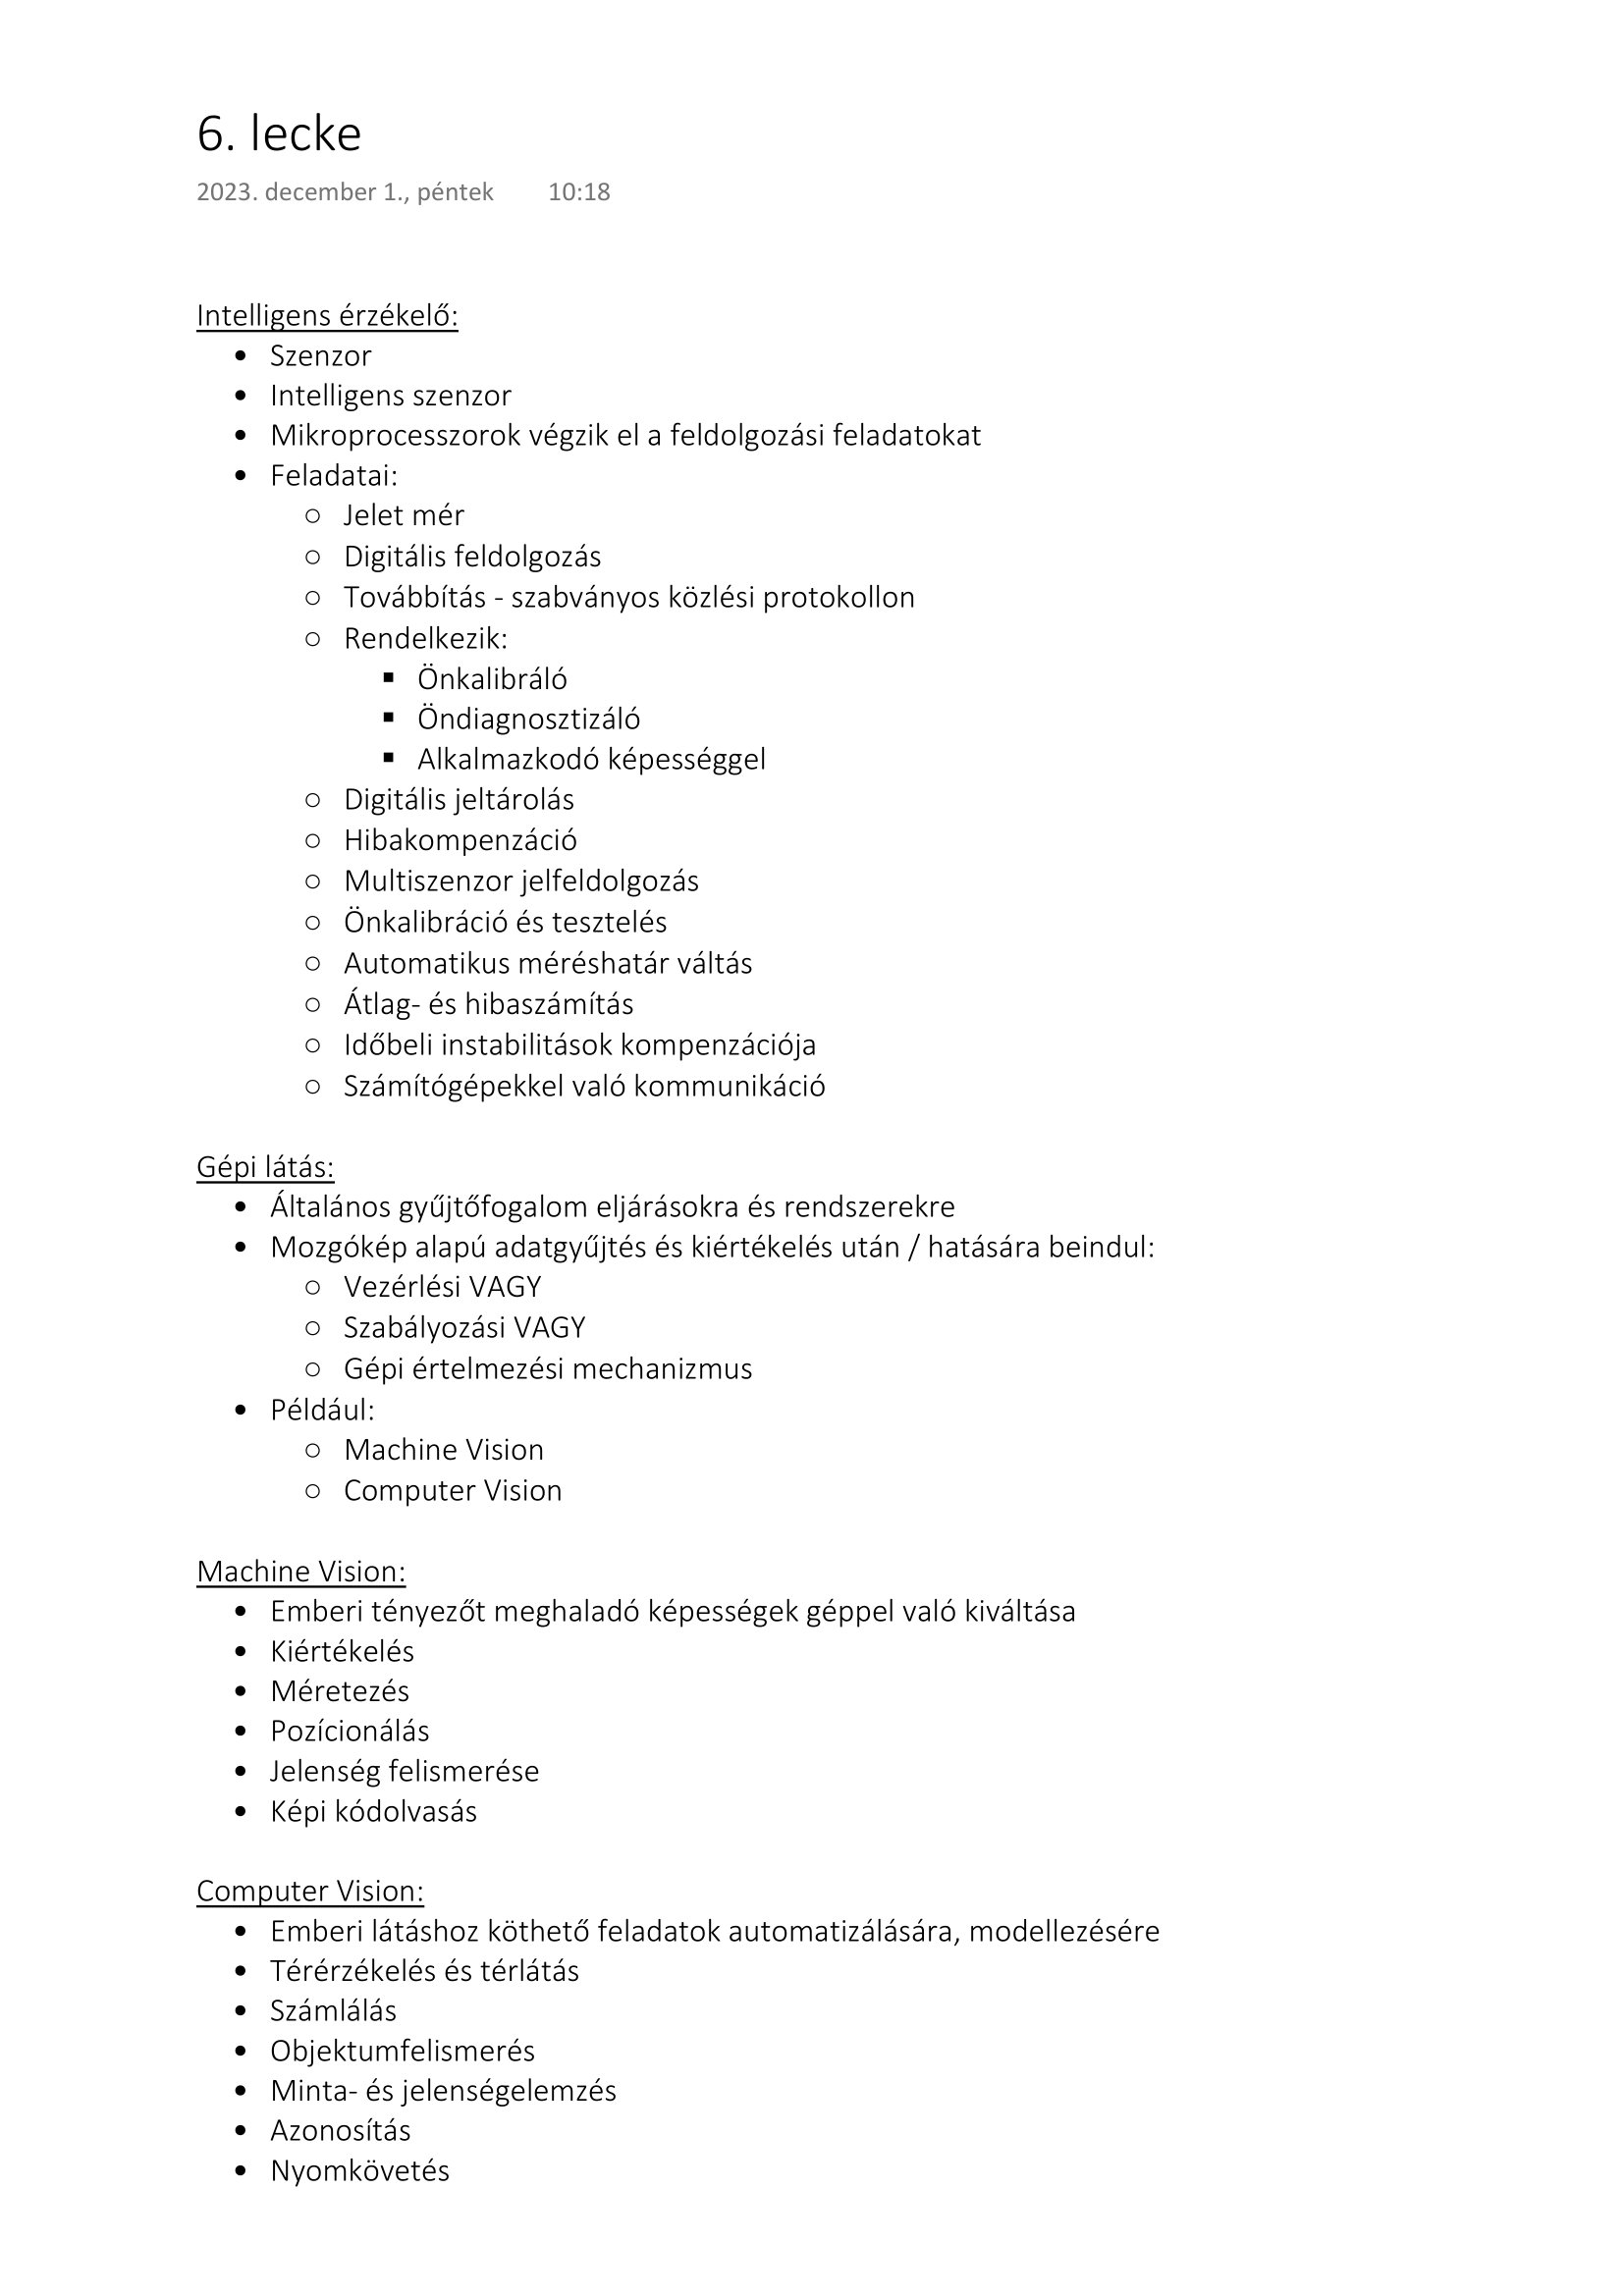 6. lecke
2023. december 1., péntek 10:18
Intelligens érzékelő:
• Szenzor
• Intelligens szenzor
• Mikroprocesszorok végzik el a feldolgozási feladatokat
• Feladatai:
○ Jelet mér
○ Digitális feldolgozás
○ Továbbítás - szabványos közlési protokollon
○ Rendelkezik:
▪ Önkalibráló
▪ Öndiagnosztizáló
▪ Alkalmazkodó képességgel
○ Digitális jeltárolás
○ Hibakompenzáció
○ Multiszenzor jelfeldolgozás
○ Önkalibráció és tesztelés
○ Automatikus méréshatár váltás
○ Átlag- és hibaszámítás
○ Időbeli instabilitások kompenzációja
○ Számítógépekkel való kommunikáció
Gépi látás:
• Általános gyűjtőfogalom eljárásokra és rendszerekre
• Mozgókép alapú adatgyűjtés és kiértékelés után / hatására beindul:
○ Vezérlési VAGY
○ Szabályozási VAGY
○ Gépi értelmezési mechanizmus
• Például:
○ Machine Vision
○ Computer Vision
Machine Vision:
• Emberi tényezőt meghaladó képességek géppel való kiváltása
• Kiértékelés
• Méretezés
• Pozícionálás
• Jelenség felismerése
• Képi kódolvasás
Computer Vision:
• Emberi látáshoz köthető feladatok automatizálására, modellezésére
• Térérzékelés és térlátás
• Számlálás
• Objektumfelismerés
• Minta- és jelenségelemzés
• Azonosítás
• Nyomkövetés